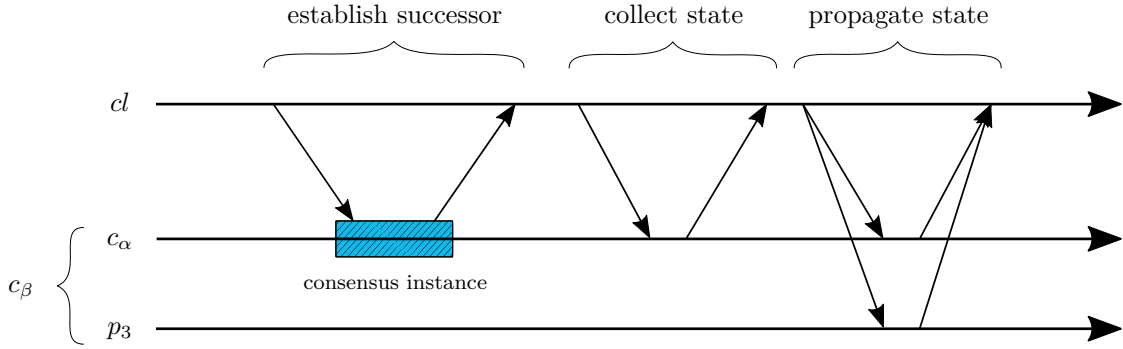 establish successor
collect state
propagate state
cl
c_α
consensus instance
c_β
p_3